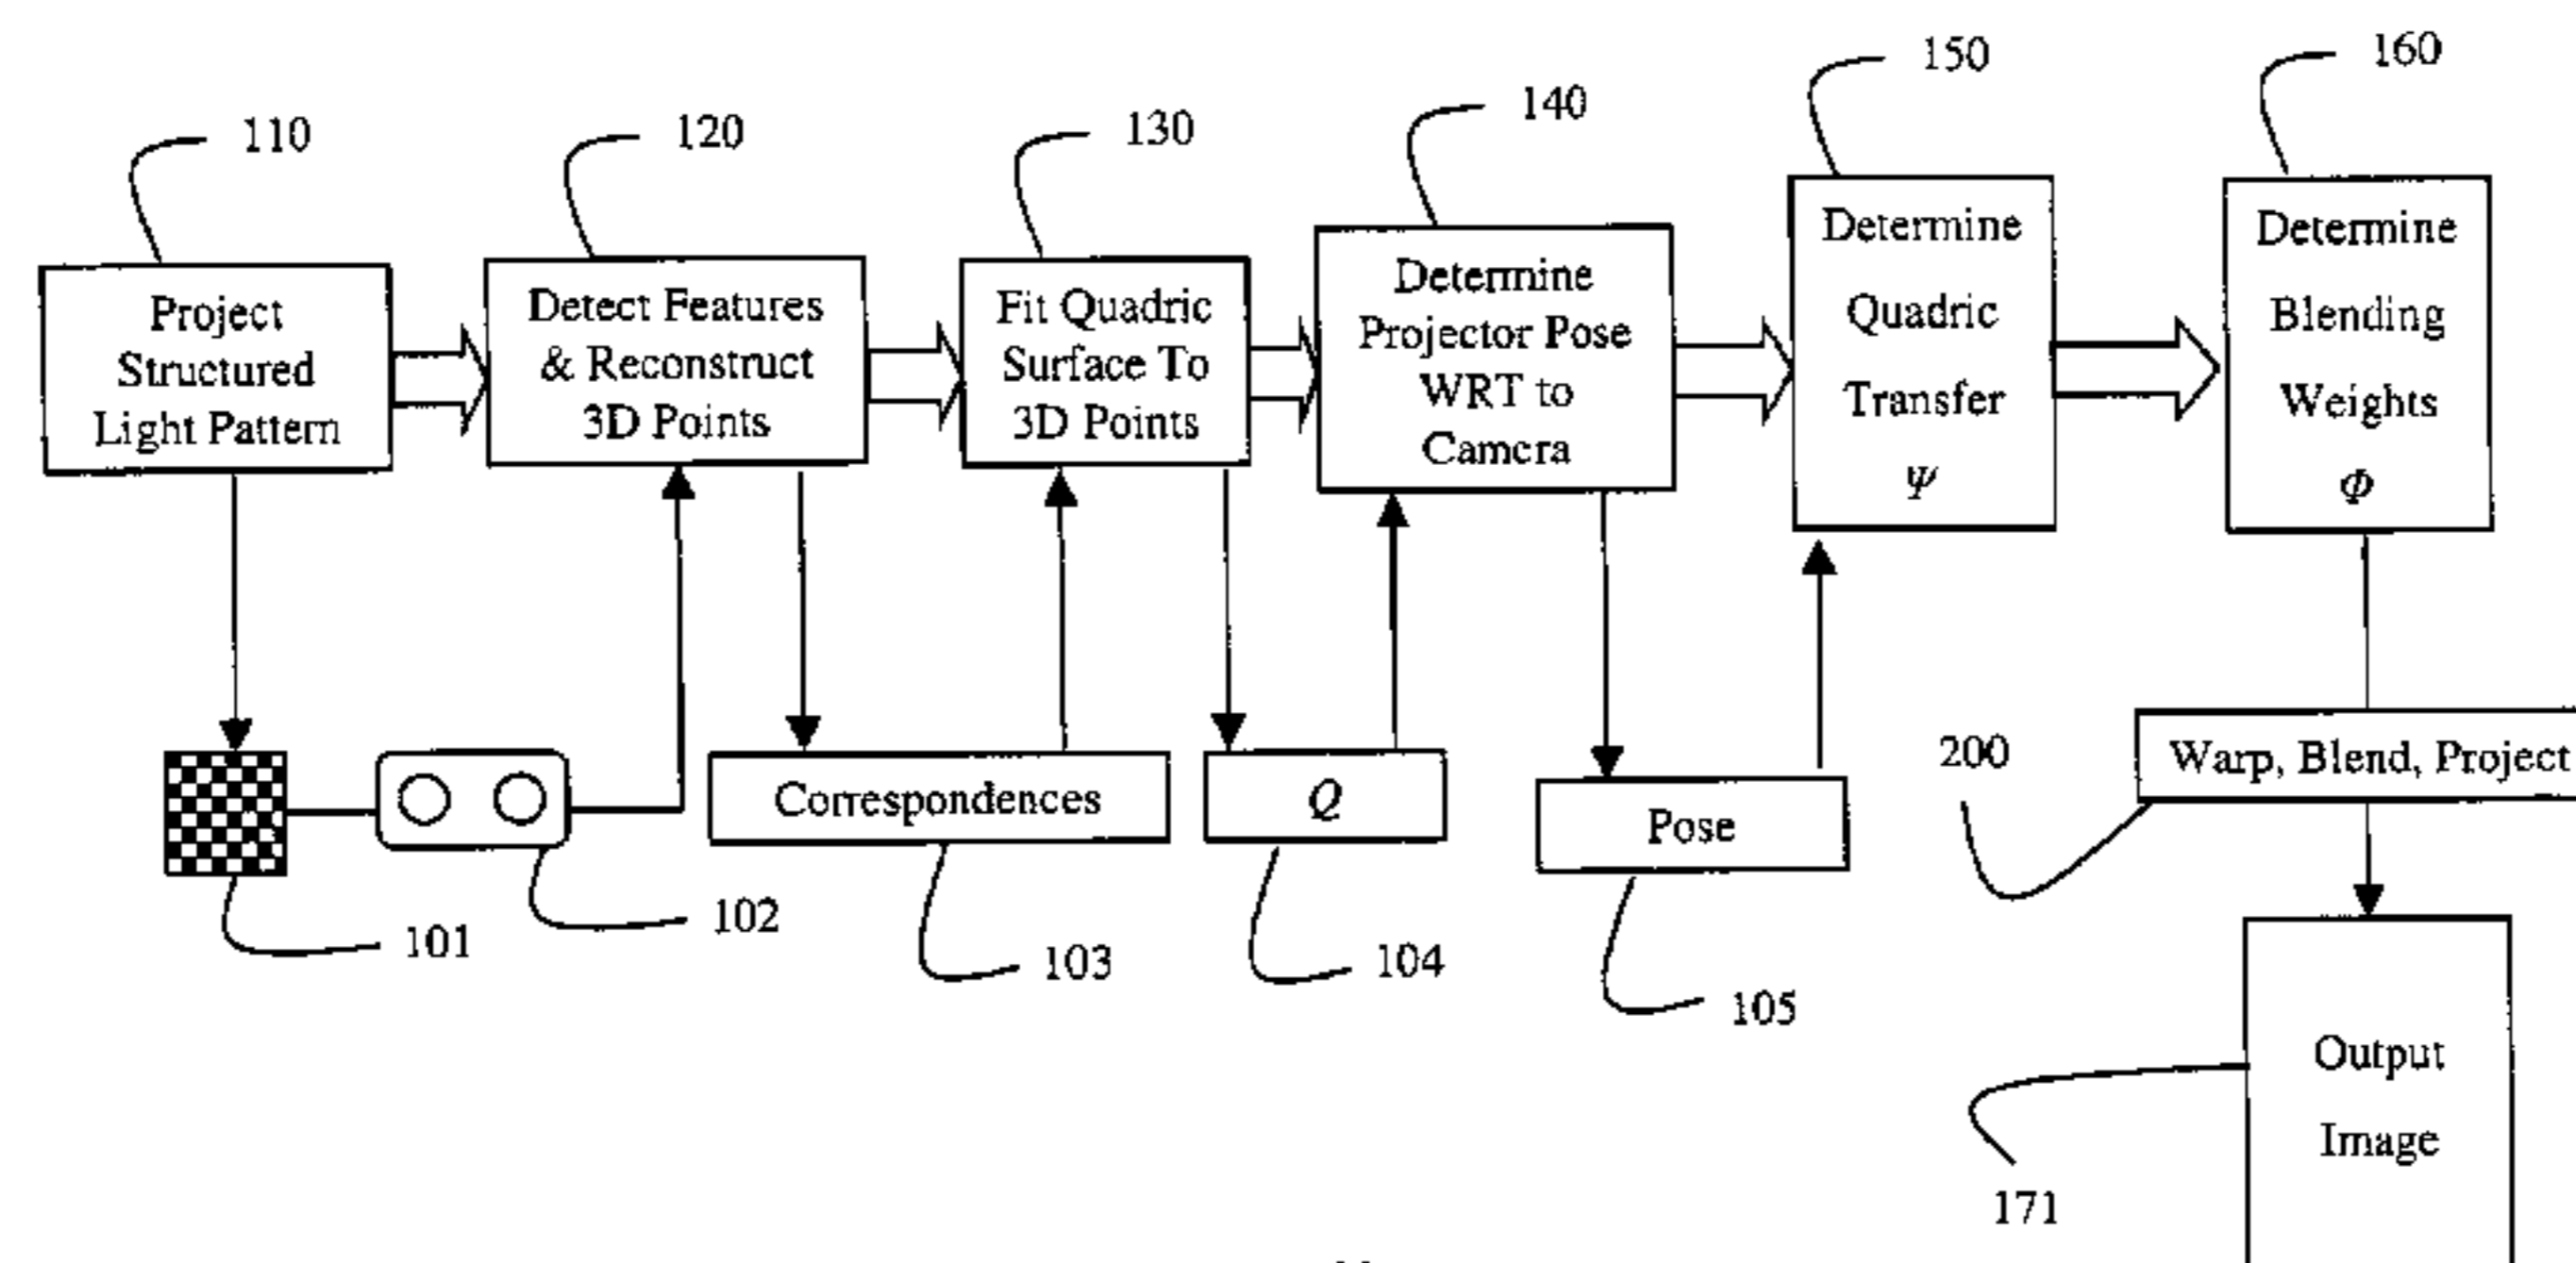 110
120
130
140
150
160
Project
Structured
Light Pattern
Detect Features
& Reconstruct
3D Points
Fit Quadric
Surface To
3D Points
Determine
Projector Pose
WRT to
Camera
Determine
Quadric
Transfer
Ψ
Determine
Blending
Weights
Φ
Correspondences
Q
Pose
200
Warp, Blend, Project
101
102
103
104
105
Output
Image
171